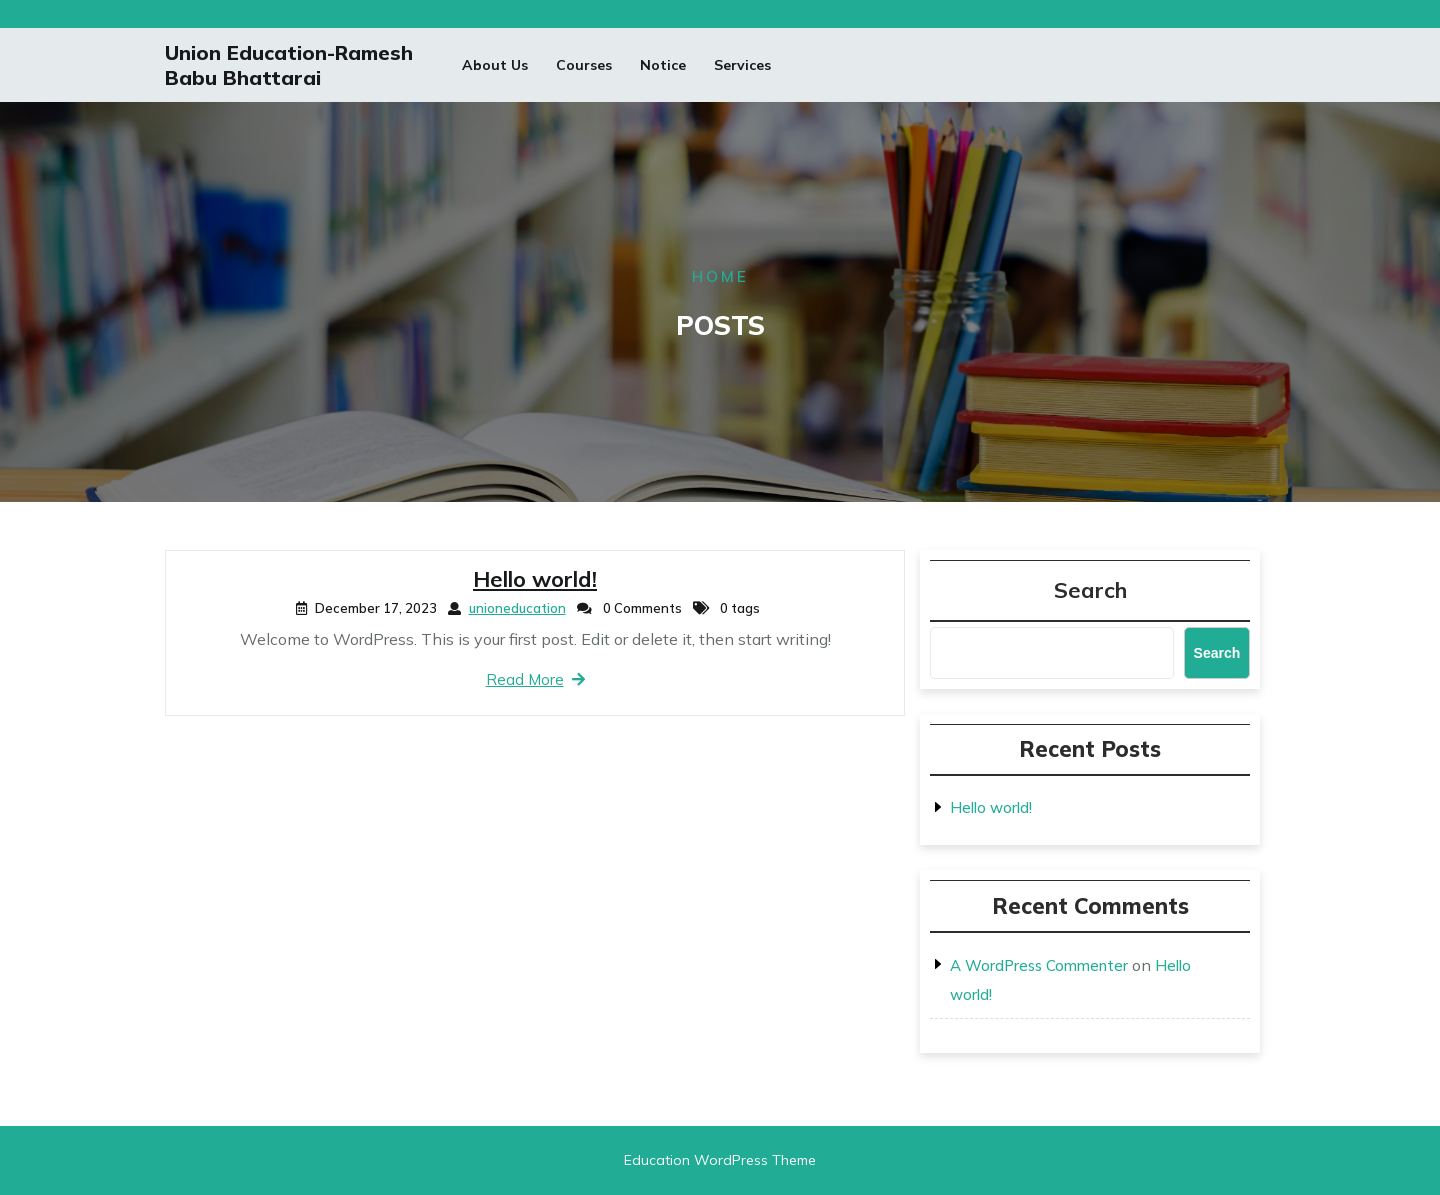 Union Education-Ramesh
Babu Bhattarai
About Us
Courses
Notice
Services
HOME
POSTS
Hello world!
December 17, 2023 unioneducation 0 Comments 0 tags
Welcome to WordPress. This is your first post. Edit or delete it, then start writing!
Read More
Search
Search
Recent Posts
Hello world!
Recent Comments
A WordPress Commenter on Hello
world!
Education WordPress Theme